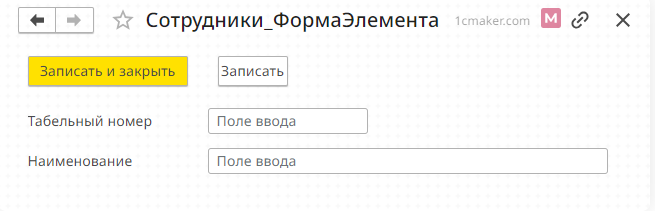 Сотрудники_ФормаЭлемента 1cmaker.com M
Записать и закрыть Записать
Табельный номер Поле ввода
Наименование Поле ввода